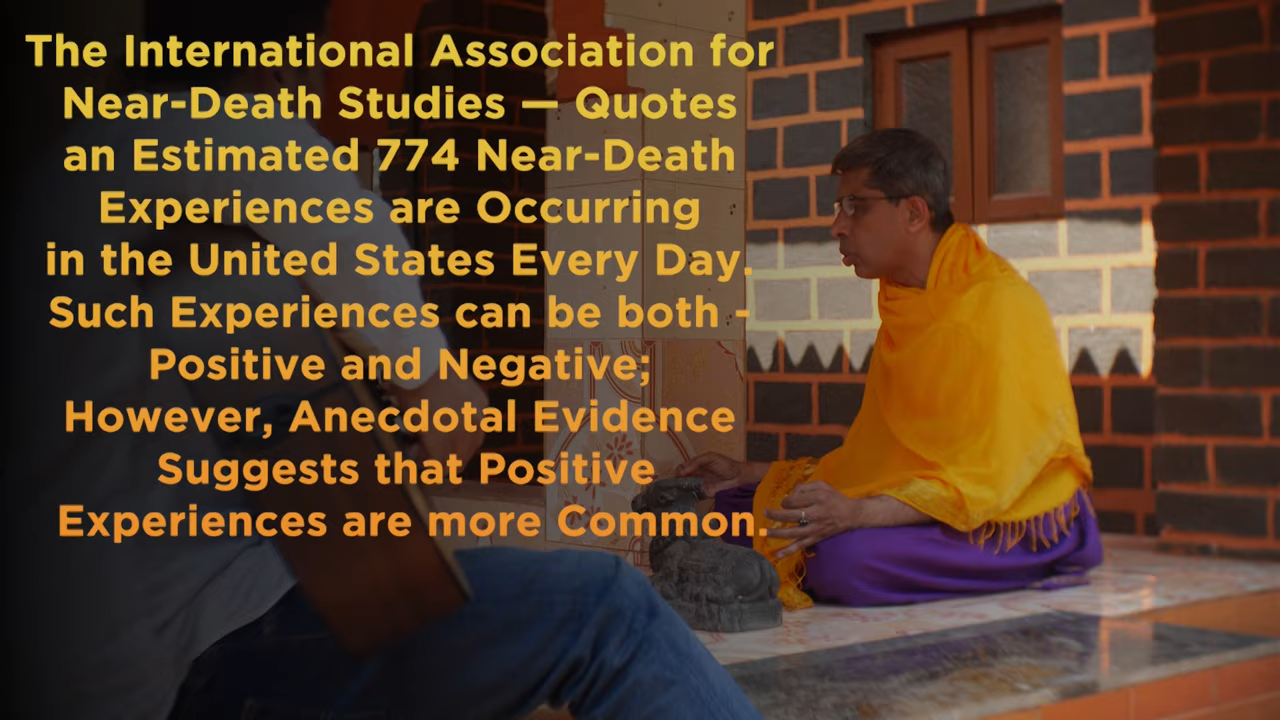 The International Association for
Near-Death Studies — Quotes
an Estimated 774 Near-Death
Experiences are Occurring
in the United States Every Day.
Such Experiences can be both -
Positive and Negative;
However, Anecdotal Evidence
Suggests that Positive
Experiences are more Common.